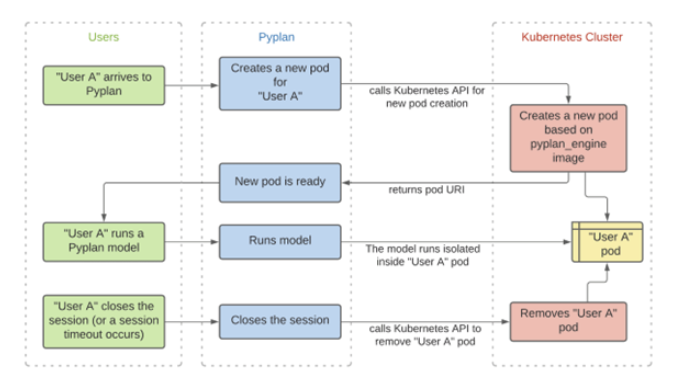 Users
Pyplan
Kubernetes Cluster
"User A" arrives to
Pyplan
Creates a new pod
for
"User A"
calls Kubernetes API for
new pod creation
Creates a new pod
based on
pyplan_engine
image
New pod is ready
returns pod URI
"User A" runs a
Pyplan model
Runs model
The model runs isolated
inside "User A" pod
"User A"
pod
"User A" closes the
session (or a session
timeout occurs)
Closes the session
calls Kubernetes API to
remove "User A" pod
Removes "User A"
pod